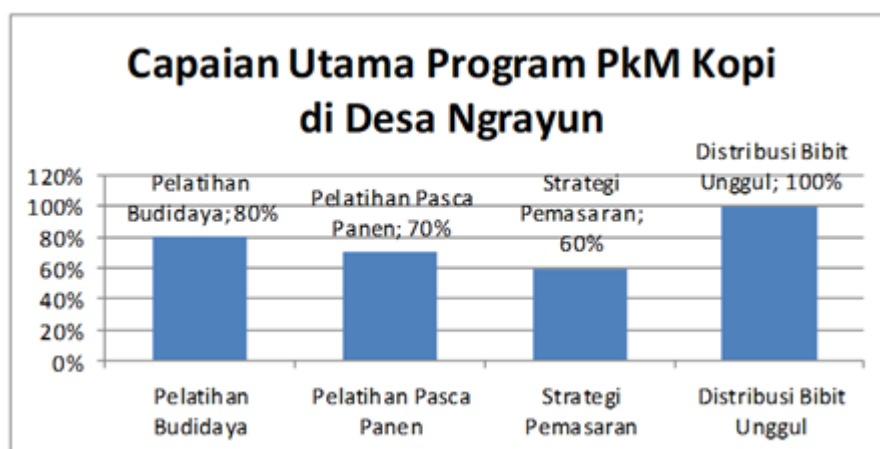 Capaian Utama Program PkM Kopi
di Desa Ngrayun
120%
100%
80%
60%
40%
20%
0%
Pelatihan
Budidaya; 80%
Pelatihan Pasca
Panen; 70%
Strategi
Pemasaran;
60%
Distribusi Bibit
Unggul; 100%
Pelatihan
Budidaya
Pelatihan Pasca
Panen
Strategi
Pemasaran
Distribusi Bibit
Unggul